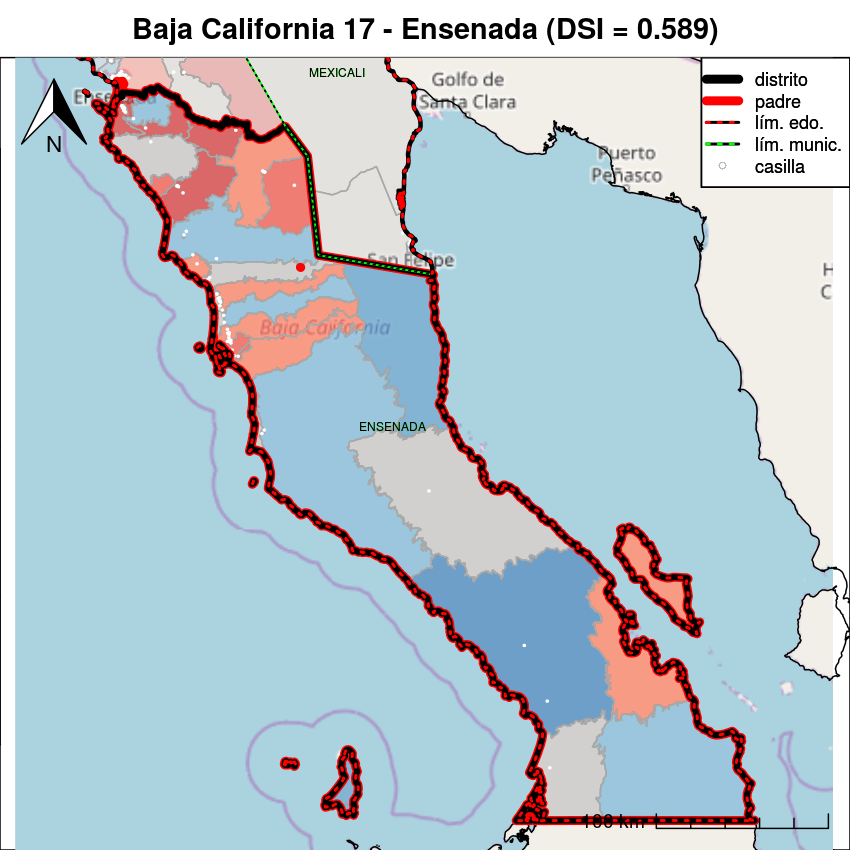 Baja California 17 - Ensenada (DSI = 0.589)
MEXICALI
Golfo de
Santa Clara
distrito
padre
lím. edo.
lím. munic.
casilla
Ensenada
N
Puerto
Peñasco
San Felipe
H
C
Baja California
ENSENADA
100 km